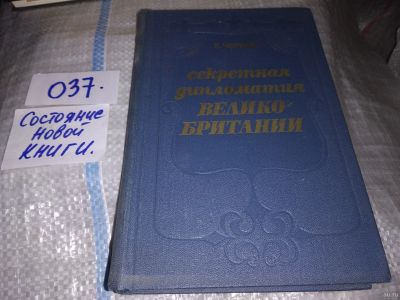 037.
Состояние
новой
КНИГИ.
секретная
дипломатия
ВЕЛИКО-
БРИТАНИИ